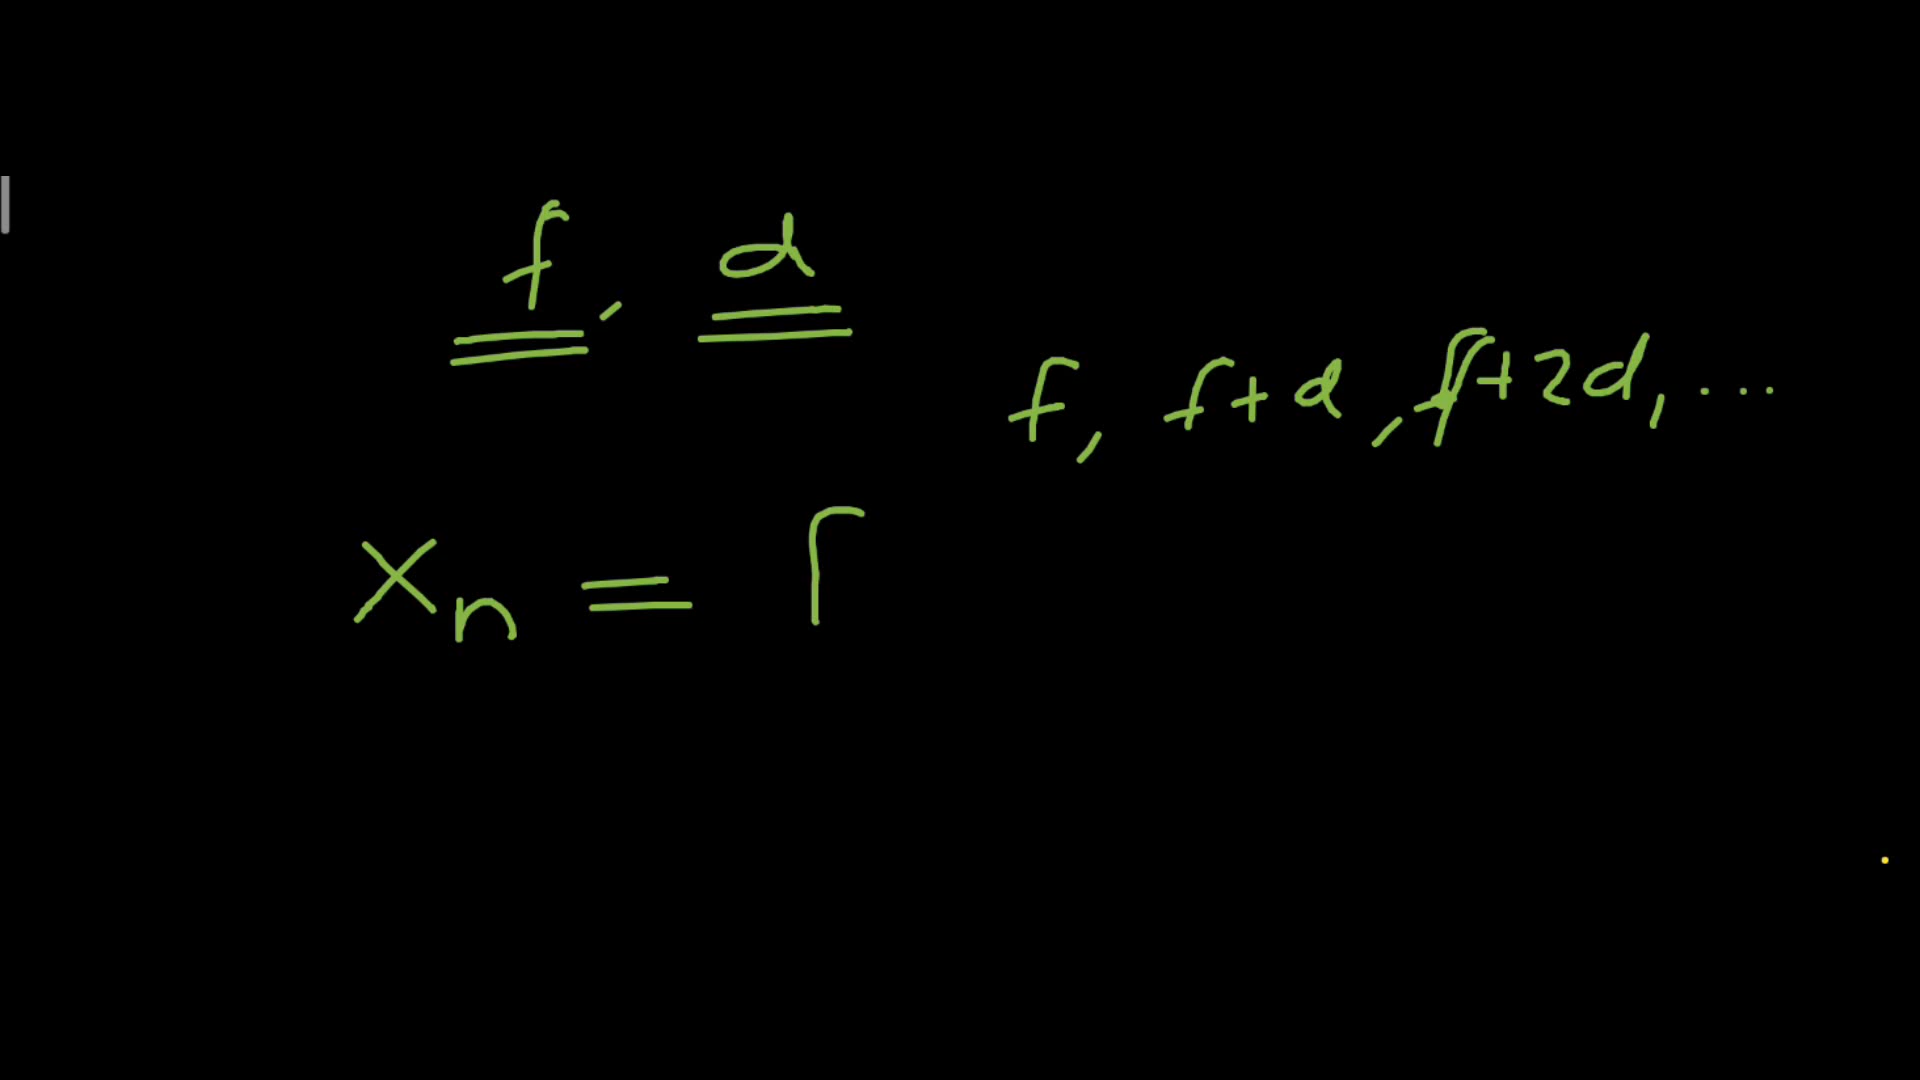 f, d
f, f+d, f+2d, ...
xn = f